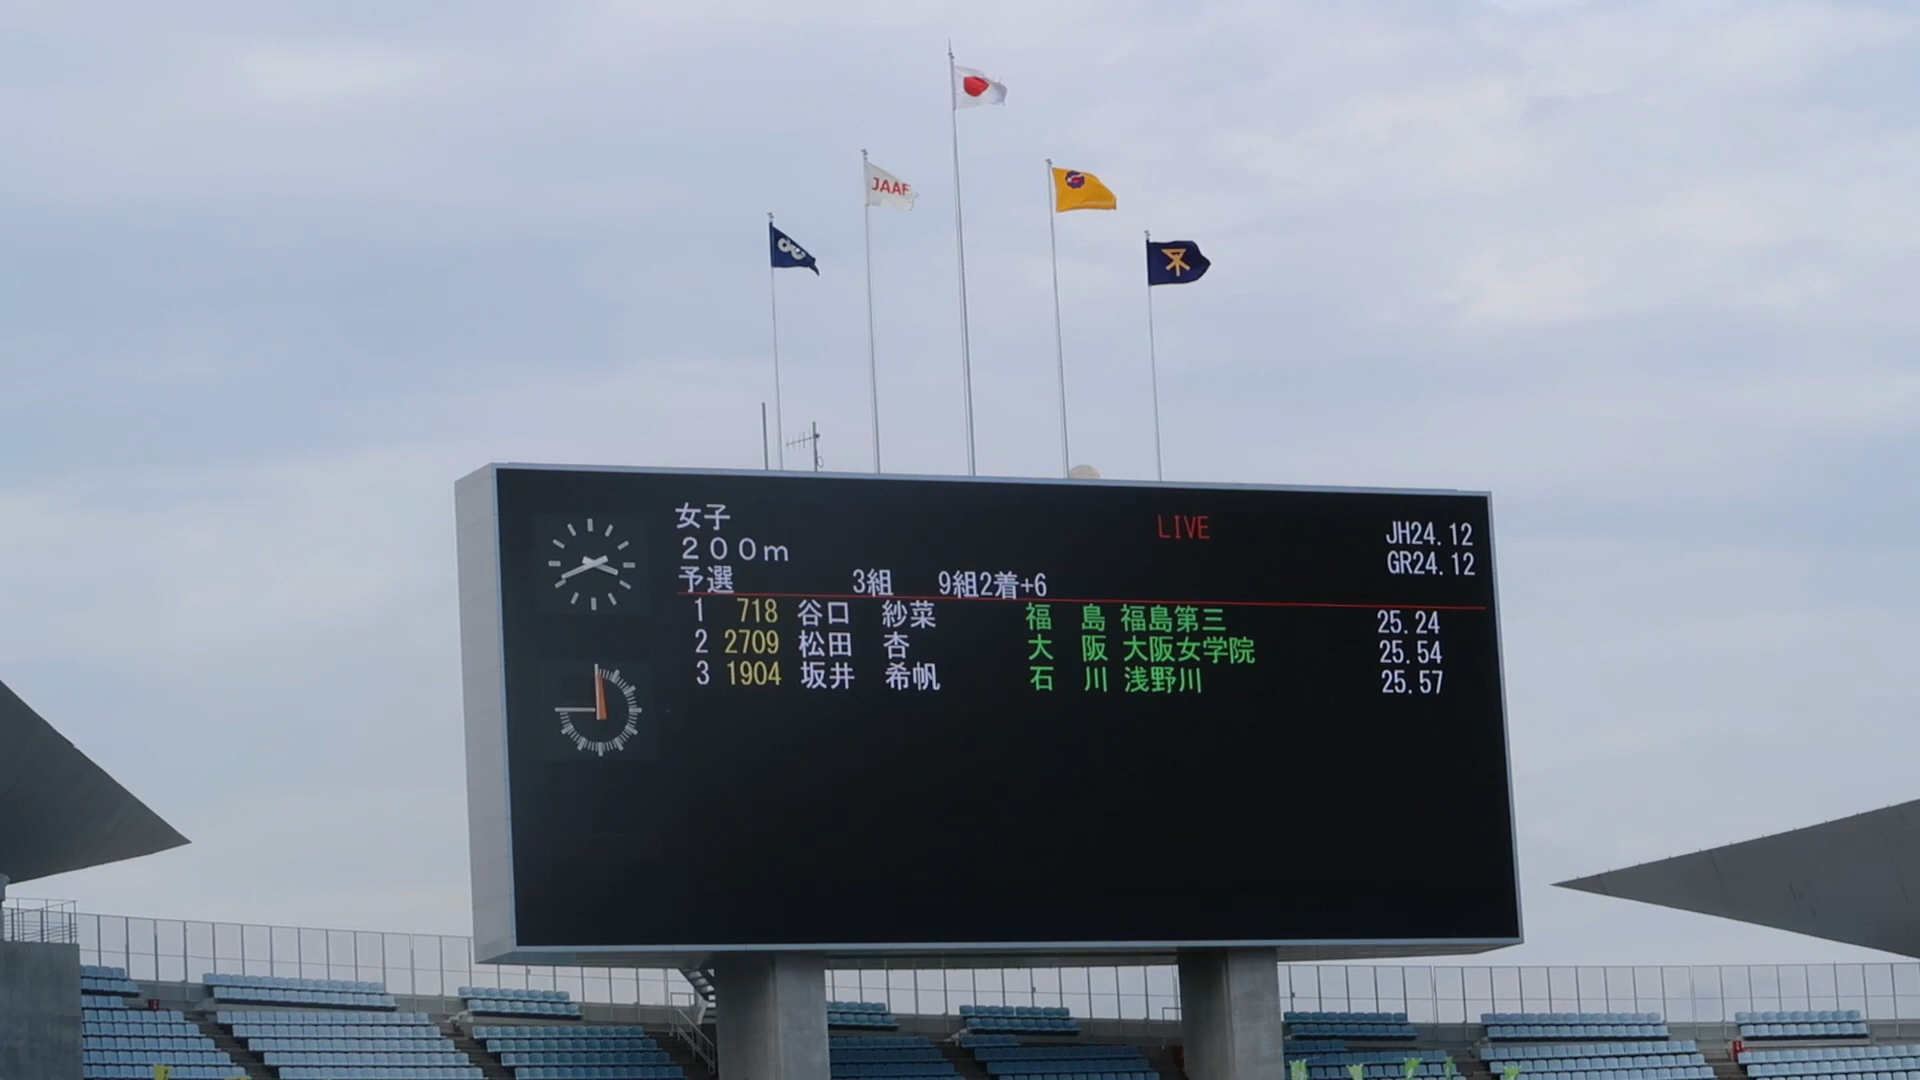 JAAF
女子
200m
LIVE
JH24.12
GR24.12
予選 3組 9組2着+6
1 718 谷口 紗菜 福 島 福島第三 25.24
2 2709 松田 杏 大 阪 大阪女学院 25.54
3 1904 坂井 希帆 石 川 浅野川 25.57